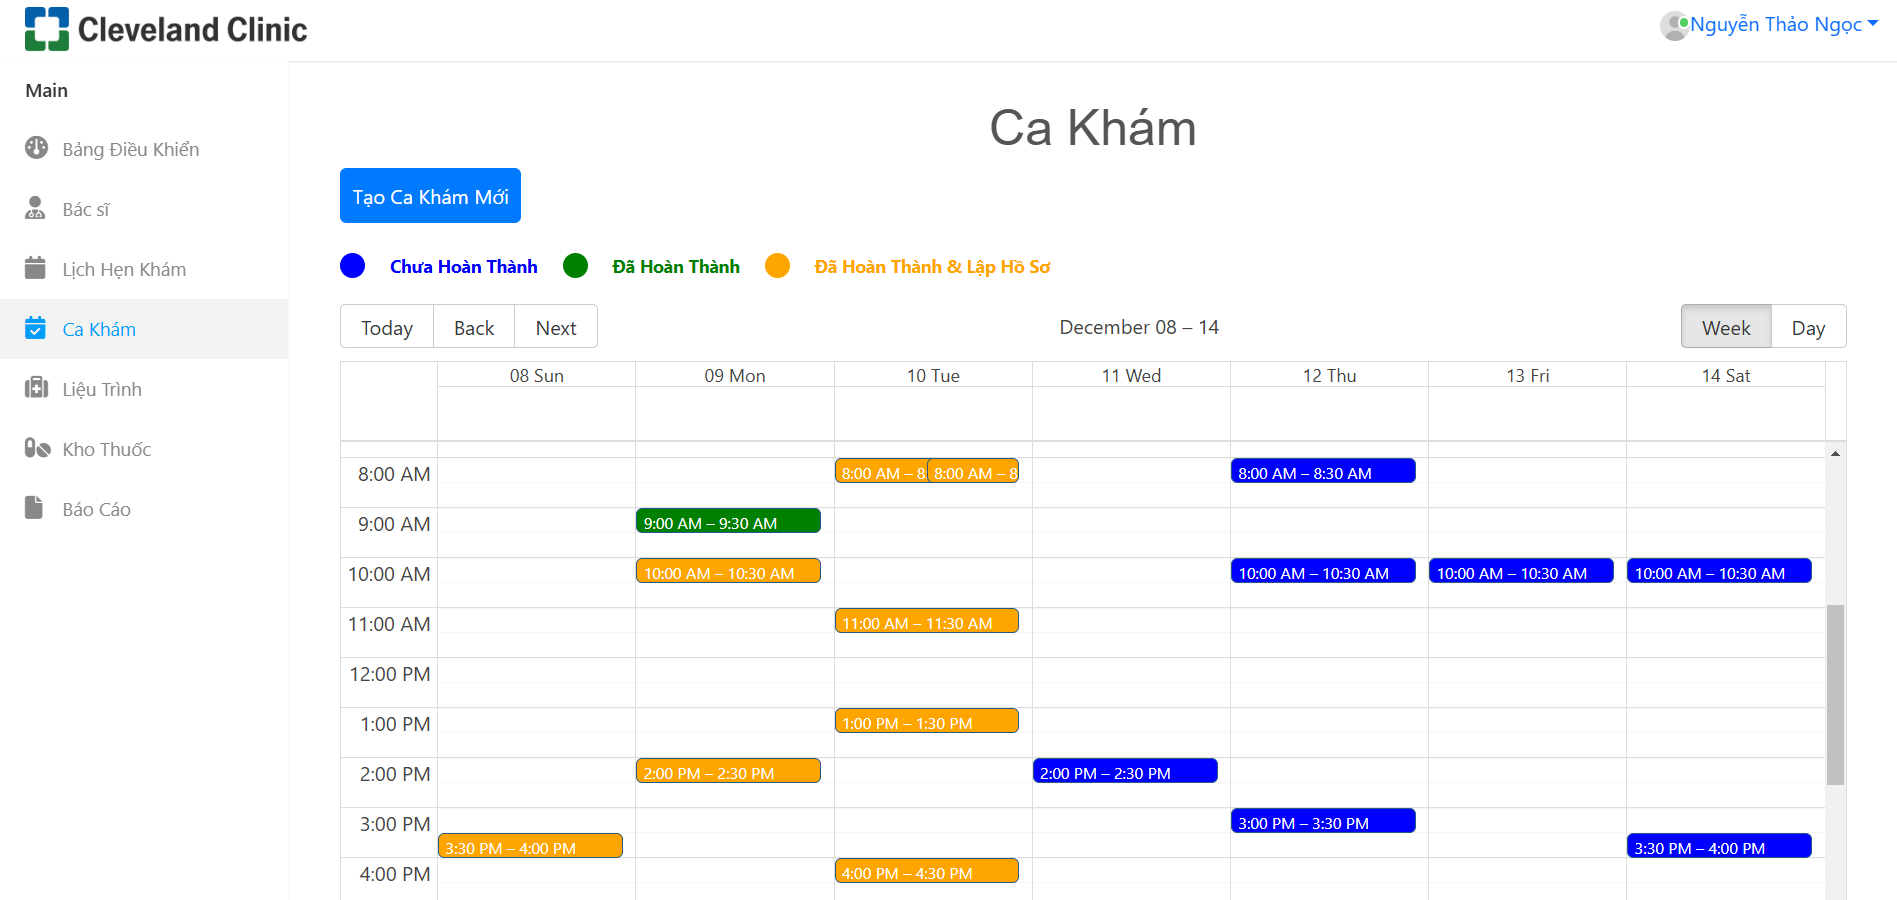 Cleveland Clinic
Nguyễn Thảo Ngọc
Main
Bảng Điều Khiển
Bác sĩ
Lịch Hẹn Khám
Ca Khám
Liệu Trình
Kho Thuốc
Báo Cáo
Ca Khám
Tạo Ca Khám Mới
Chưa Hoàn Thành Đã Hoàn Thành Đã Hoàn Thành & Lập Hồ Sơ
Today Back Next December 08 – 14 Week Day
08 Sun 09 Mon 10 Tue 11 Wed 12 Thu 13 Fri 14 Sat
8:00 AM 8:00 AM – 8 8:00 AM – 8 8:00 AM – 8:30 AM
9:00 AM 9:00 AM – 9:30 AM
10:00 AM 10:00 AM – 10:30 AM 10:00 AM – 10:30 AM 10:00 AM – 10:30 AM 10:00 AM – 10:30 AM
11:00 AM 11:00 AM – 11:30 AM
12:00 PM
1:00 PM 1:00 PM – 1:30 PM
2:00 PM 2:00 PM – 2:30 PM 2:00 PM – 2:30 PM
3:00 PM 3:00 PM – 3:30 PM
3:30 PM – 4:00 PM 3:30 PM – 4:00 PM
4:00 PM 4:00 PM – 4:30 PM